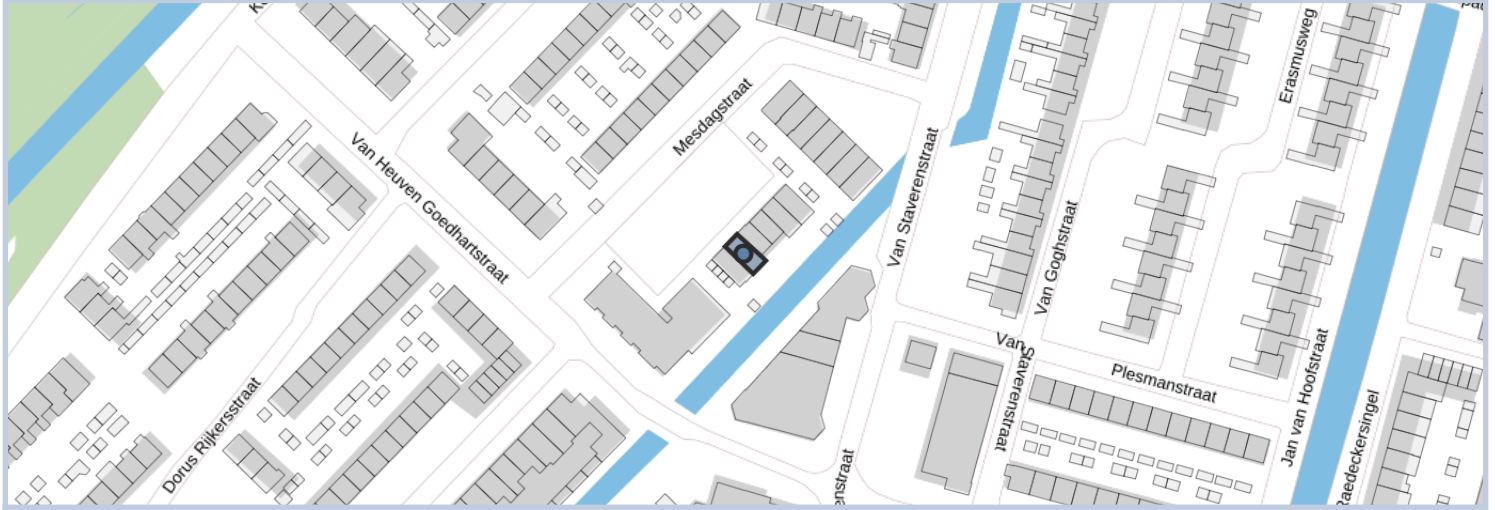 Erasmusweg
Mesdagstraat
Van Heuven Goedhartstraat
Van Staverenstraat
Van Goghstraat
Van
Staverenstraat
Plesmanstraat
Jan van Hoofstraat
Raedeckersingel
Dorus Rijkersstraat
enstraat